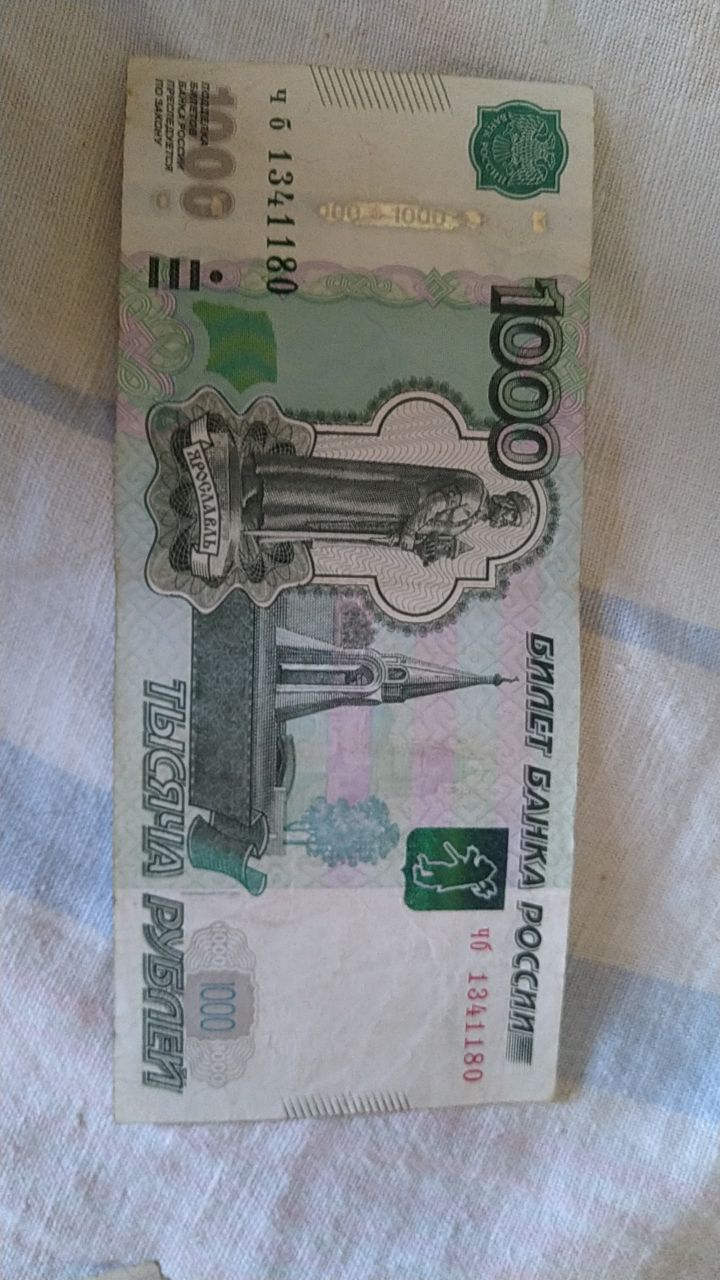 1000
БИЛЕТ БАНКА РОССИИ
БАНК РОССИИ
чб 1341180
чб 1341180
1000
ПОДДЕЛКА
БИЛЕТОВ
БАНКА РОССИИ
ПРЕСЛЕДУЕТСЯ
ПО ЗАКОНУ
ЯРОСЛАВЛЬ
1000 1000 1000
ТЫСЯЧА РУБЛЕЙ